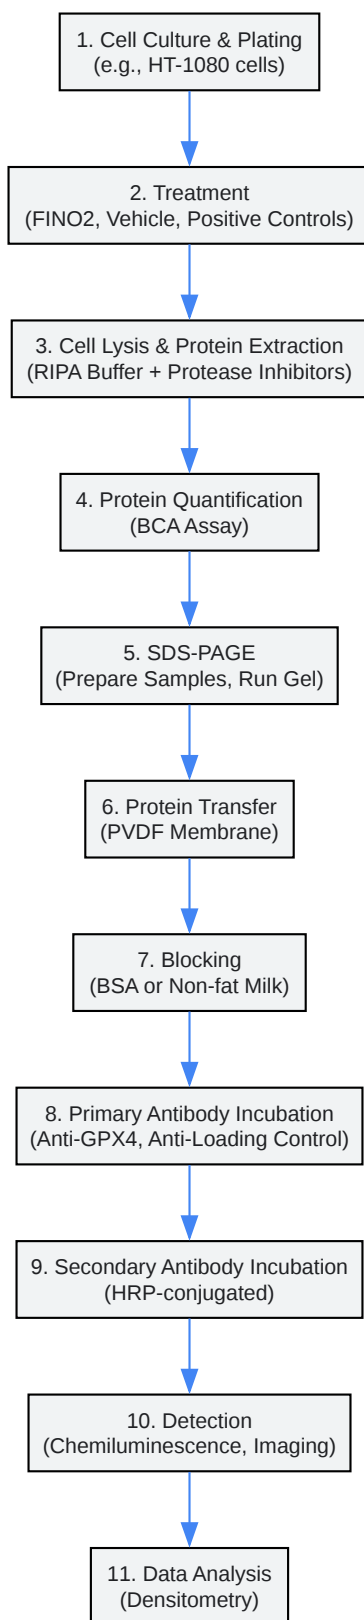 1. Cell Culture & Plating
(e.g., HT-1080 cells)
2. Treatment
(FINO2, Vehicle, Positive Controls)
3. Cell Lysis & Protein Extraction
(RIPA Buffer + Protease Inhibitors)
4. Protein Quantification
(BCA Assay)
5. SDS-PAGE
(Prepare Samples, Run Gel)
6. Protein Transfer
(PVDF Membrane)
7. Blocking
(BSA or Non-fat Milk)
8. Primary Antibody Incubation
(Anti-GPX4, Anti-Loading Control)
9. Secondary Antibody Incubation
(HRP-conjugated)
10. Detection
(Chemiluminescence, Imaging)
11. Data Analysis
(Densitometry)